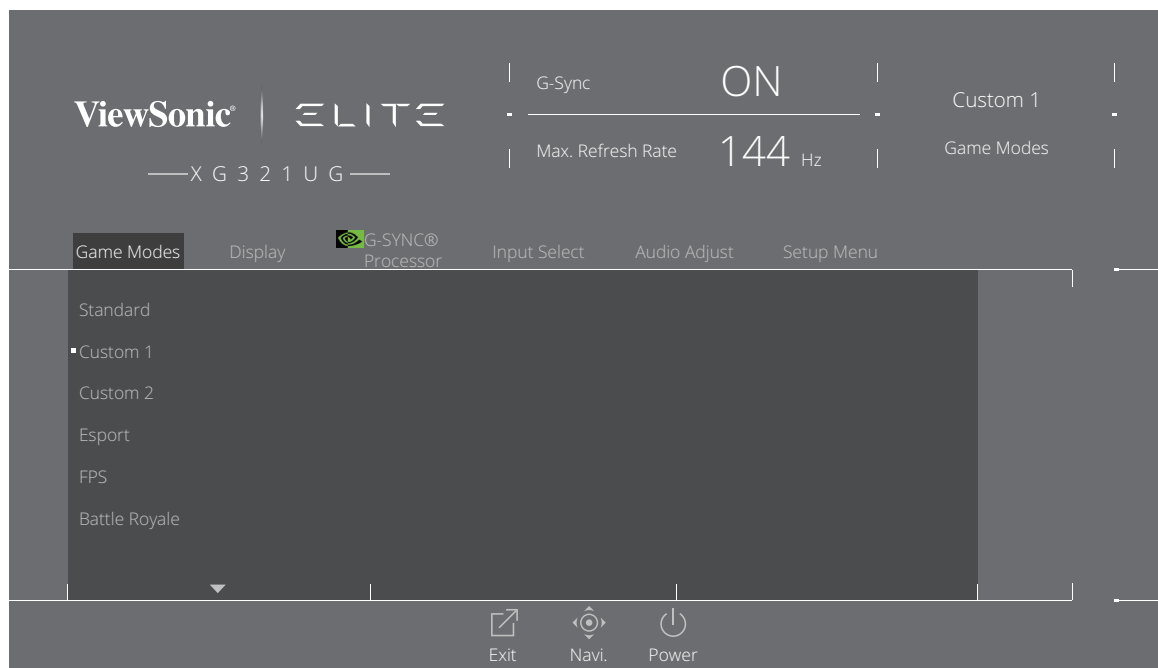 ViewSonic® ELITE
XG321UG
G-Sync ON
Max. Refresh Rate 144 Hz
Custom 1
Game Modes
Game Modes
Display
G-SYNC®
Processor
Input Select
Audio Adjust
Setup Menu
Standard
Custom 1
Custom 2
Esport
FPS
Battle Royale
Exit
Navi.
Power